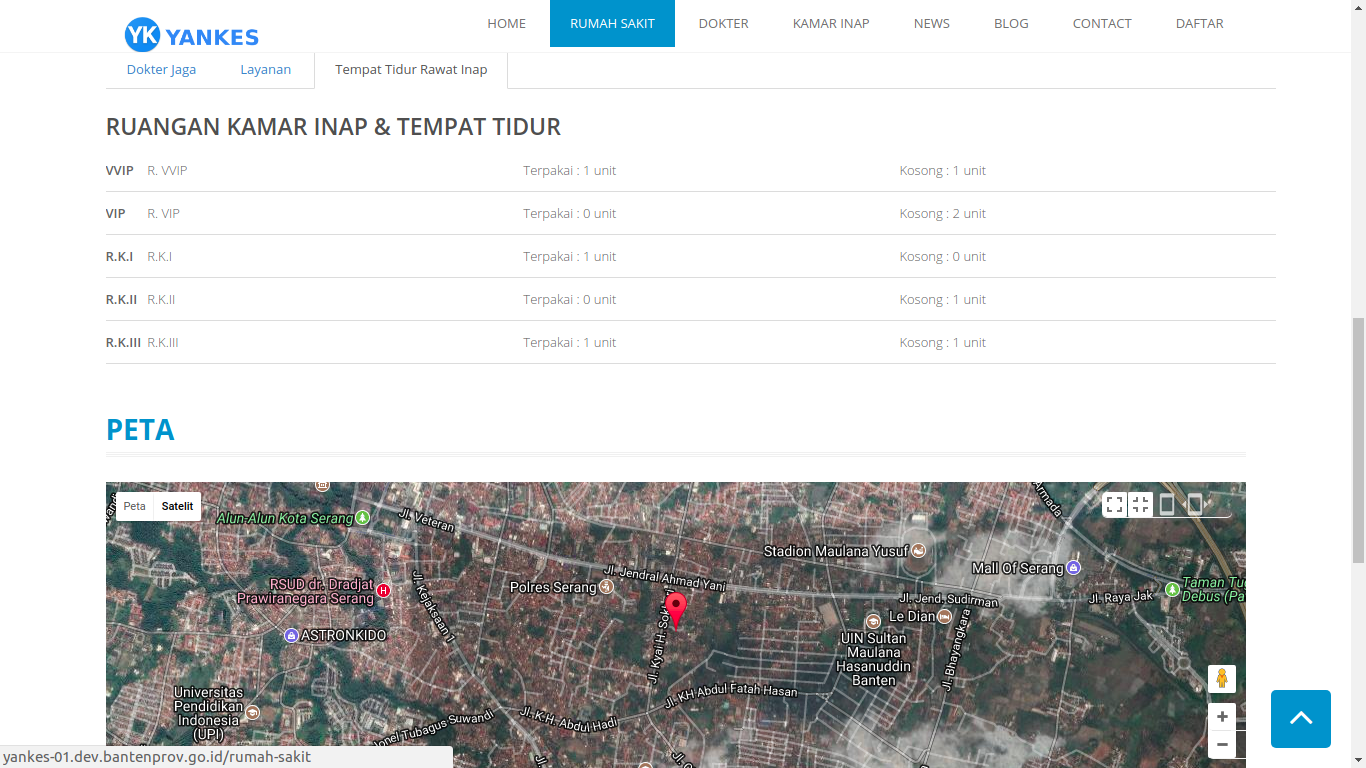 YK YANKES
HOME RUMAH SAKIT DOKTER KAMAR INAP NEWS BLOG CONTACT DAFTAR
Dokter Jaga Layanan Tempat Tidur Rawat Inap
RUANGAN KAMAR INAP & TEMPAT TIDUR
VVIP R. VVIP Terpakai : 1 unit Kosong : 1 unit
VIP R. VIP Terpakai : 0 unit Kosong : 2 unit
R.K.I R.K.I Terpakai : 1 unit Kosong : 0 unit
R.K.II R.K.II Terpakai : 0 unit Kosong : 1 unit
R.K.III R.K.III Terpakai : 1 unit Kosong : 1 unit
PETA
Peta Satelit
Armada
Alun-Alun Kota Serang
Jl. Veteran
Stadion Maulana Yusuf
Mall Of Serang
Jl. Jendral Ahmad Yani
Polres Serang
RSUD dr. Dradjat
Prawiranegara Serang
H
Jl. Kelaksaan 1
Taman
Debus
Jl. Raya Jak
Jl. Jend. Sudirman
Le Dian
Jl. Kyai H.
ASTRONKIDO
UIN Sultan
Maulana
Hasanuddin
Banten
Jl. Bhayangkara
Jl. KH Abdul Fatah Hasan
Universitas
Pendidikan
Indonesia
(UPI)
Jl. K.H. Abdul Hadi
onel Tubagus Suwandi
+
−
yankes-01.dev.bantenprov.go.id/rumah-sakit